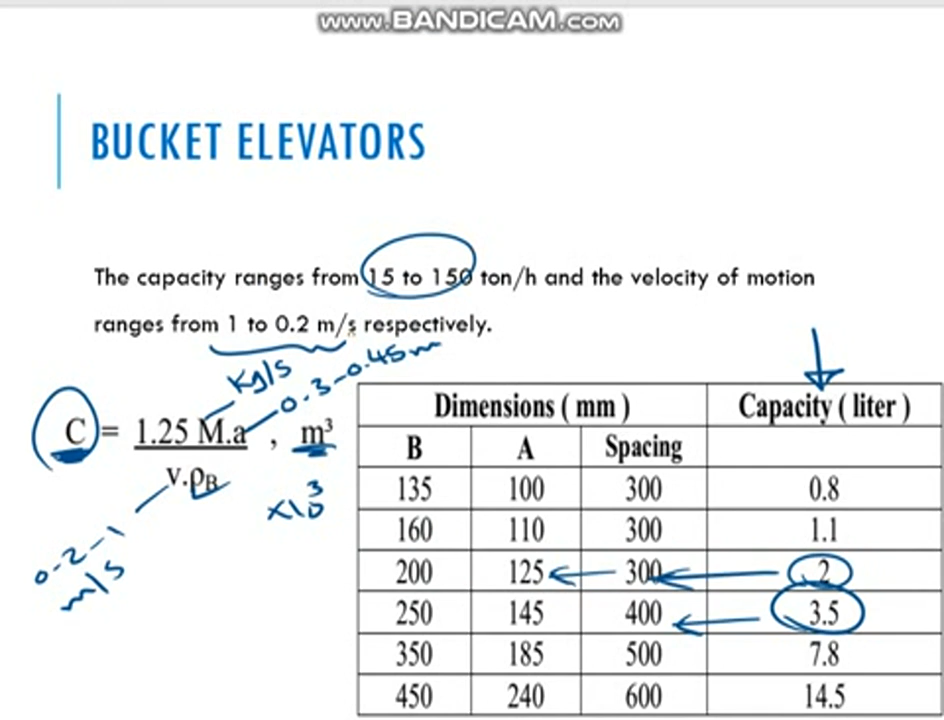 www.BANDICAM.com
BUCKET ELEVATORS
The capacity ranges from 15 to 150 ton/h and the velocity of motion
ranges from 1 to 0.2 m/s respectively.
Kg/s
0.3-0.45m
C = 1.25 M.a , m³
v.ρB
×10³
0.2-1
m/s
Dimensions ( mm ) Capacity ( liter )
B A Spacing
135 100 300 0.8
160 110 300 1.1
200 125 300 2
250 145 400 3.5
350 185 500 7.8
450 240 600 14.5